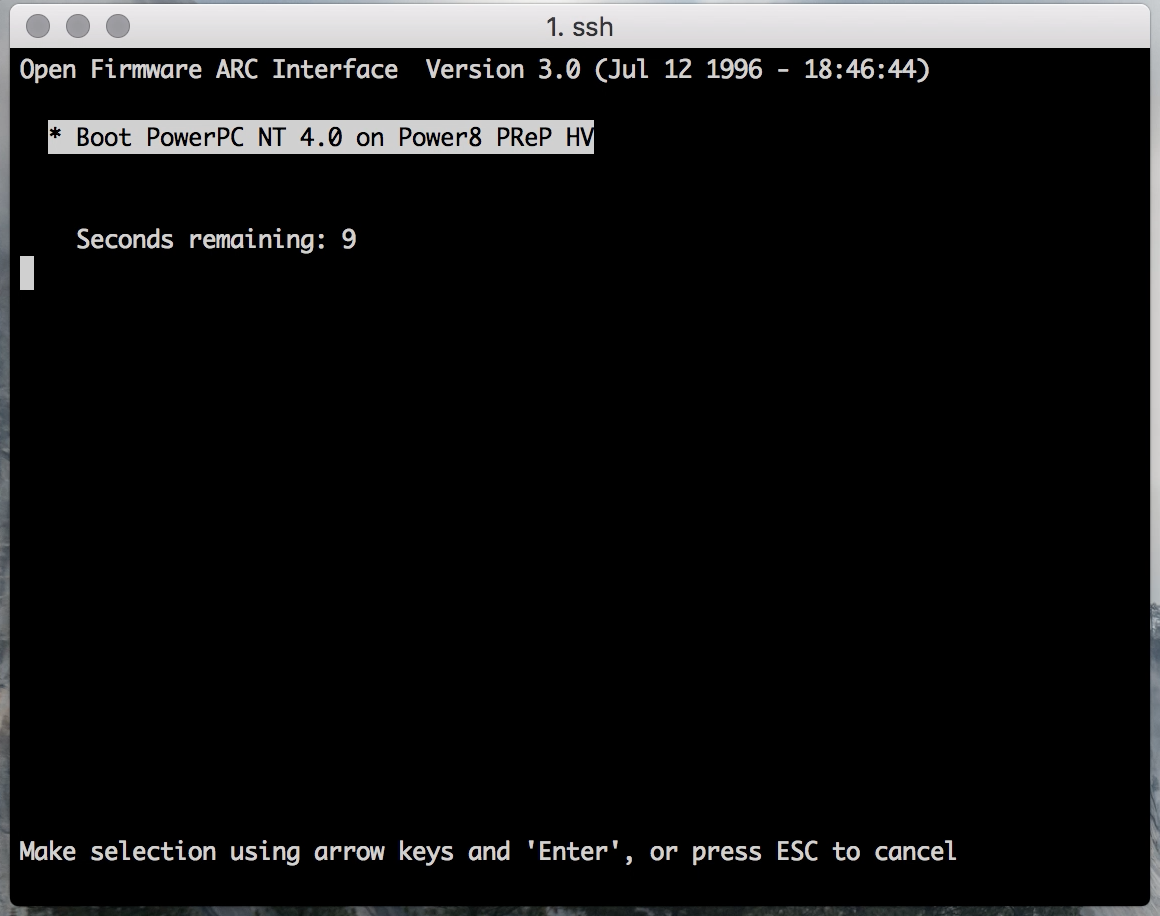 1. ssh
Open Firmware ARC Interface  Version 3.0 (Jul 12 1996 - 18:46:44)
* Boot PowerPC NT 4.0 on Power8 PReP HV
Seconds remaining: 9
Make selection using arrow keys and 'Enter', or press ESC to cancel